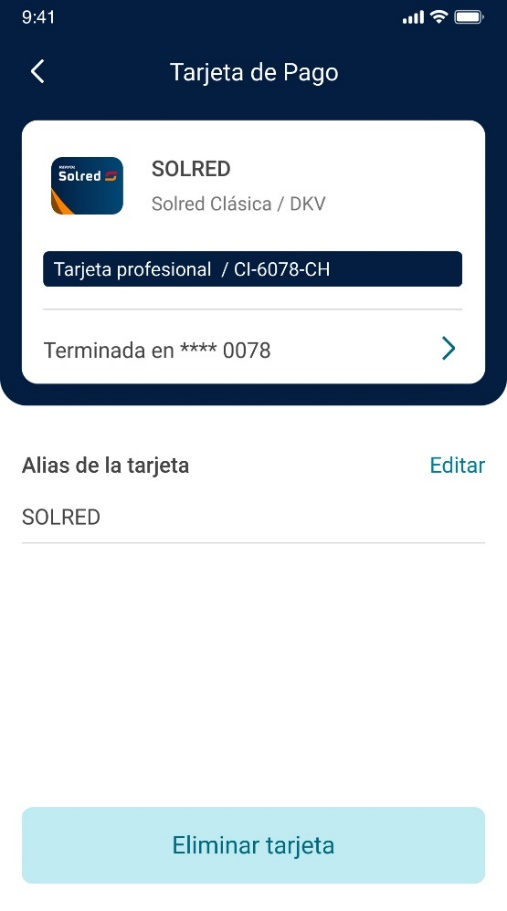 9:41
Tarjeta de Pago
REPSOL
Solred
SOLRED
Solred Clásica / DKV
Tarjeta profesional / CI-6078-CH
Terminada en **** 0078
Alias de la tarjeta
Editar
SOLRED
Eliminar tarjeta